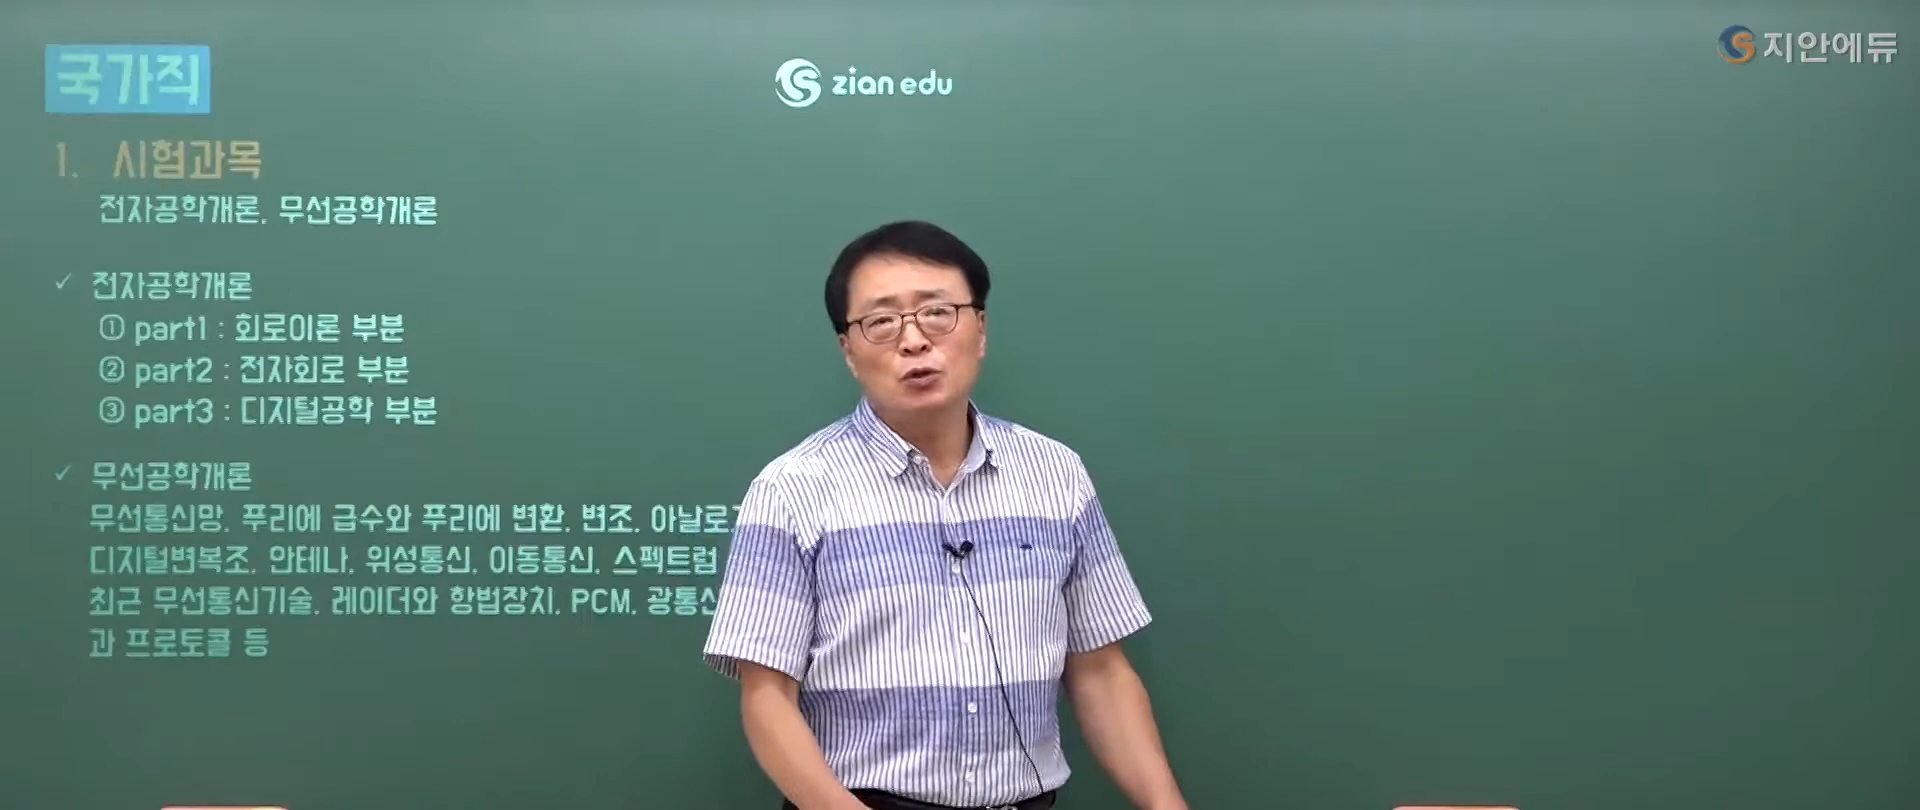 국가직
zian edu
지안에듀
1. 시험과목
전자공학개론, 무선공학개론
✓ 전자공학개론
① part1 : 회로이론 부분
② part2 : 전자회로 부분
③ part3 : 디지털공학 부분
✓ 무선공학개론
무선통신망, 푸리에 급수와 푸리에 변환, 변조,
디지털변복조, 안테나, 위성통신, 이동통신, 스펙트럼
최근 무선통신기술, 레이더와 항법장치, PCM,
과 프로토콜 등